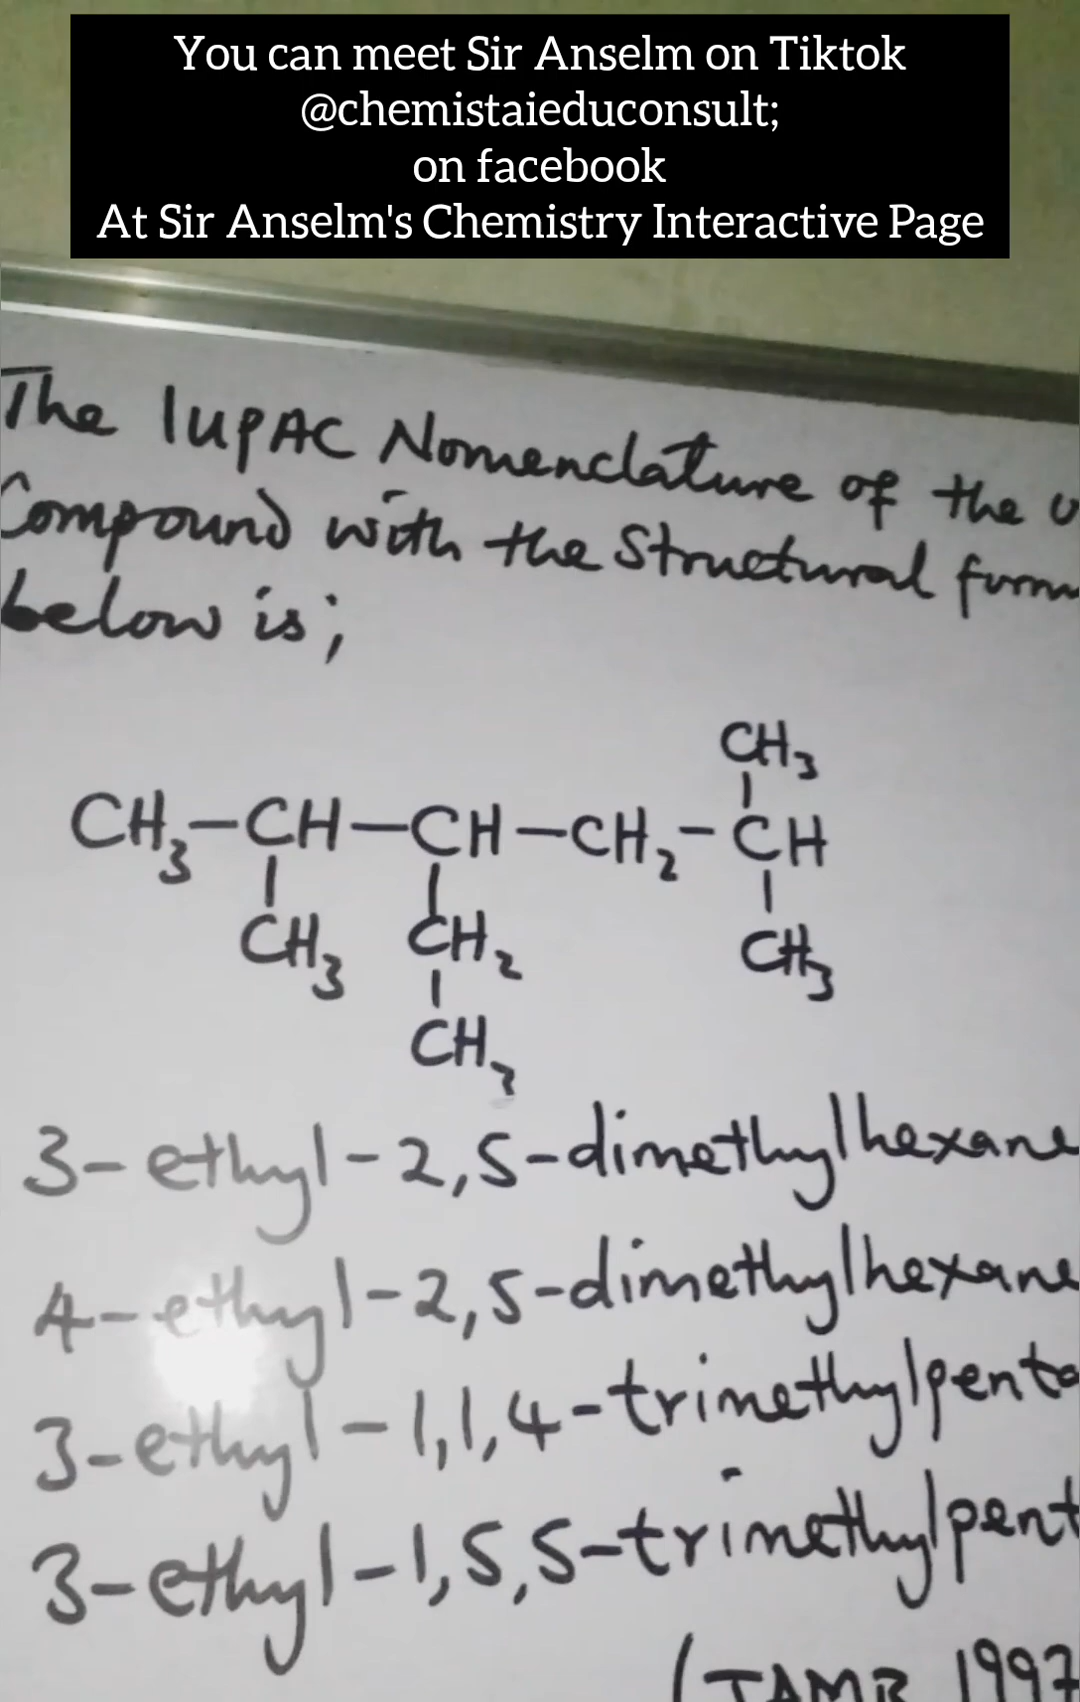 You can meet Sir Anselm on Tiktok
@chemistaieduconsult;
on facebook
At Sir Anselm's Chemistry Interactive Page
The IUPAC Nomenclature of the
Compound with the Structural
below is;
CH₃
CH₃-CH-CH-CH₂-CH
CH₃ CH₂ CH₃
CH₃
3-ethyl-2,5-dimethylhexane
4-ethyl-2,5-dimethylhexane
3-ethyl-1,1,4-trimethylpenta
3-ethyl-1,5,5-trimethylpent
(JAMB 1997